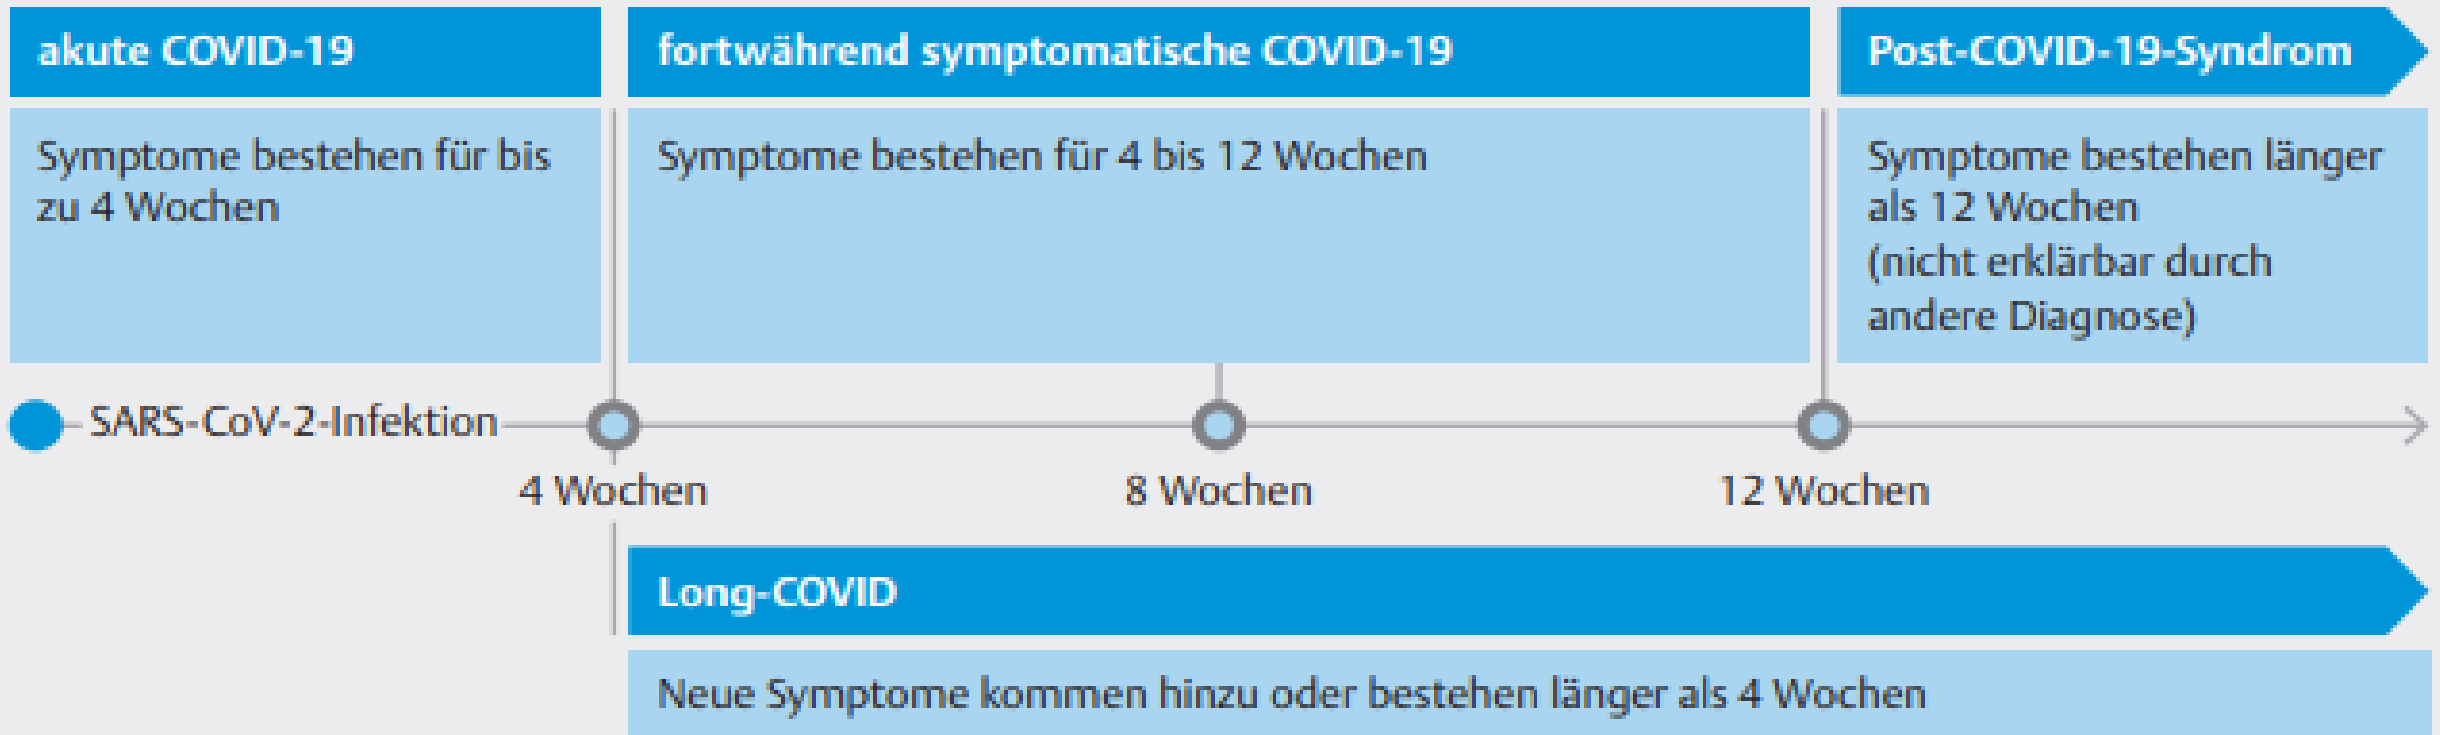 akute COVID-19
Symptome bestehen für bis
zu 4 Wochen
fortwährend symptomatische COVID-19
Symptome bestehen für 4 bis 12 Wochen
Post-COVID-19-Syndrom
Symptome bestehen länger
als 12 Wochen
(nicht erklärbar durch
andere Diagnose)
SARS-CoV-2-Infektion
4 Wochen
8 Wochen
12 Wochen
Long-COVID
Neue Symptome kommen hinzu oder bestehen länger als 4 Wochen